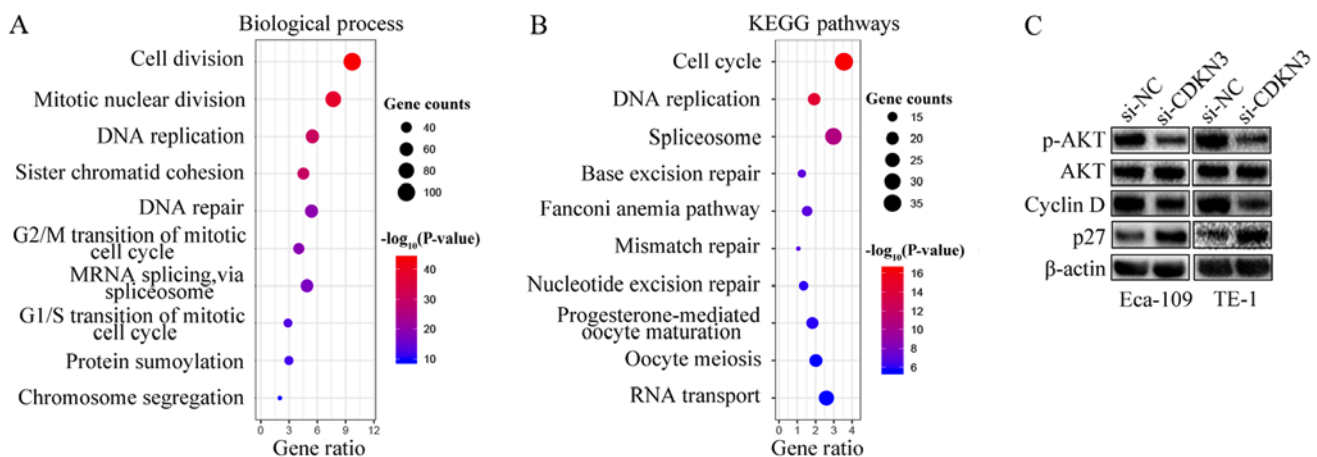 A
Biological process
Cell division
Mitotic nuclear division
DNA replication
Sister chromatid cohesion
DNA repair
G2/M transition of mitotic
cell cycle
MRNA splicing,via
spliceosome
G1/S transition of mitotic
cell cycle
Protein sumoylation
Chromosome segregation
0 3 6 9 12
Gene ratio
Gene counts
40
60
80
100
-log10(P-value)
40
30
20
10
B
KEGG pathways
Cell cycle
DNA replication
Spliceosome
Base excision repair
Fanconi anemia pathway
Mismatch repair
Nucleotide excision repair
Progesterone-mediated
oocyte maturation
Oocyte meiosis
RNA transport
0 1 2 3 4
Gene ratio
Gene counts
15
20
25
30
35
-log10(P-value)
16
14
12
10
8
6
C
si-NC si-CDKN3 si-NC si-CDKN3
p-AKT
AKT
Cyclin D
p27
β-actin
Eca-109 TE-1